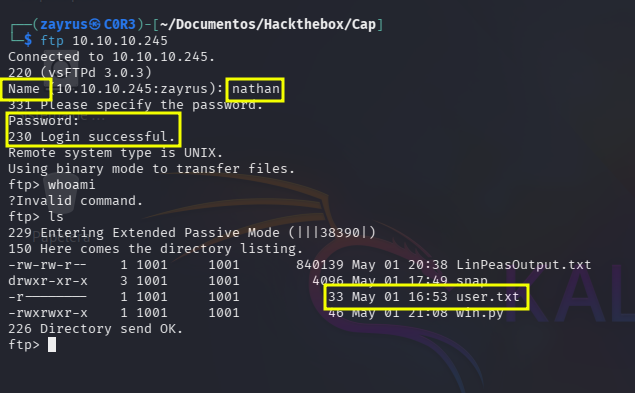 ┌──(zayrus㉿C0R3)-[~/Documentos/Hackthebox/Cap]
└─$ ftp 10.10.10.245
Connected to 10.10.10.245.
220 (vsFTPd 3.0.3)
Name (10.10.10.245:zayrus): nathan
331 Please specify the password.
Password:
230 Login successful.
Remote system type is UNIX.
Using binary mode to transfer files.
ftp> whoami
?Invalid command.
ftp> ls
229 Entering Extended Passive Mode (|||38390|)
150 Here comes the directory listing.
-rw-rw-r-- 1 1001 1001 840139 May 01 20:38 LinPeasOutput.txt
drwxr-xr-x 3 1001 1001 4096 May 01 17:49 snap
-r-------- 1 1001 1001 33 May 01 16:53 user.txt
-rwxrwxr-x 1 1001 1001 46 May 01 21:08 win.py
226 Directory send OK.
ftp>
KAL